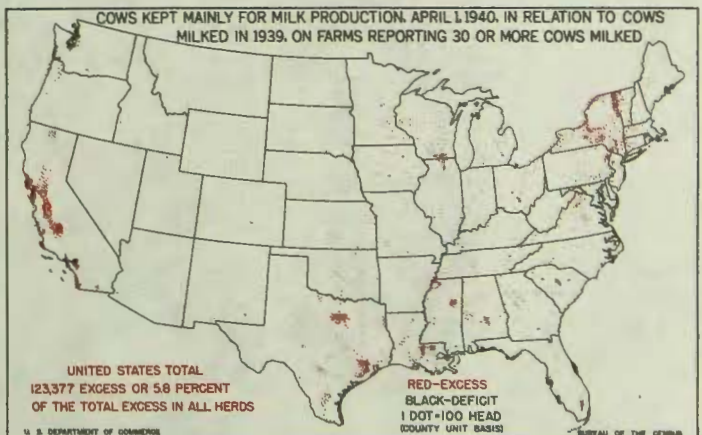 COWS KEPT MAINLY FOR MILK PRODUCTION, APRIL 1, 1940, IN RELATION TO COWS
MILKED IN 1939, ON FARMS REPORTING 30 OR MORE COWS MILKED
UNITED STATES TOTAL
123,377 EXCESS OR 5.8 PERCENT
OF THE TOTAL EXCESS IN ALL HERDS
RED-EXCESS
BLACK-DEFICIT
1 DOT=100 HEAD
(COUNTY UNIT BASIS)
U. S. DEPARTMENT OF COMMERCE
BUREAU OF THE CENSUS